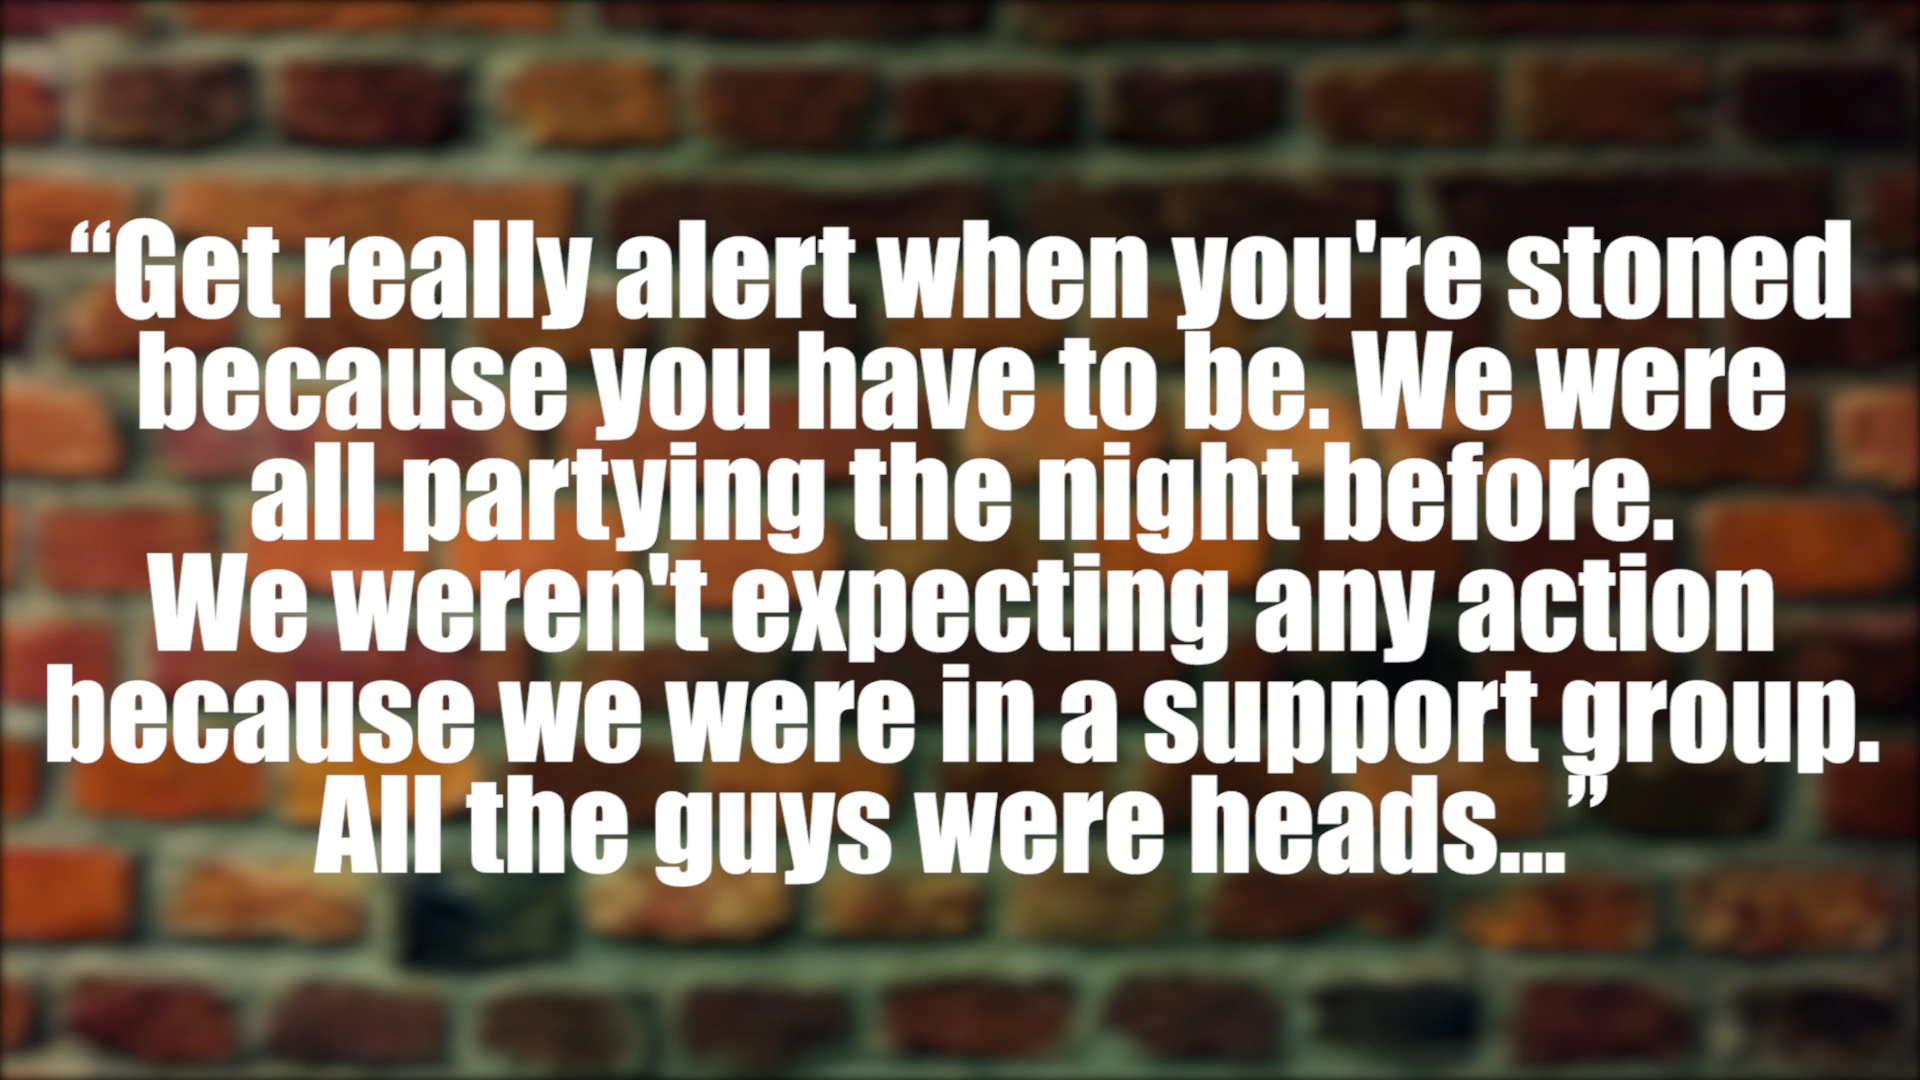 “Get really alert when you're stoned
because you have to be. We were
all partying the night before.
We weren't expecting any action
because we were in a support group.
All the guys were heads...”